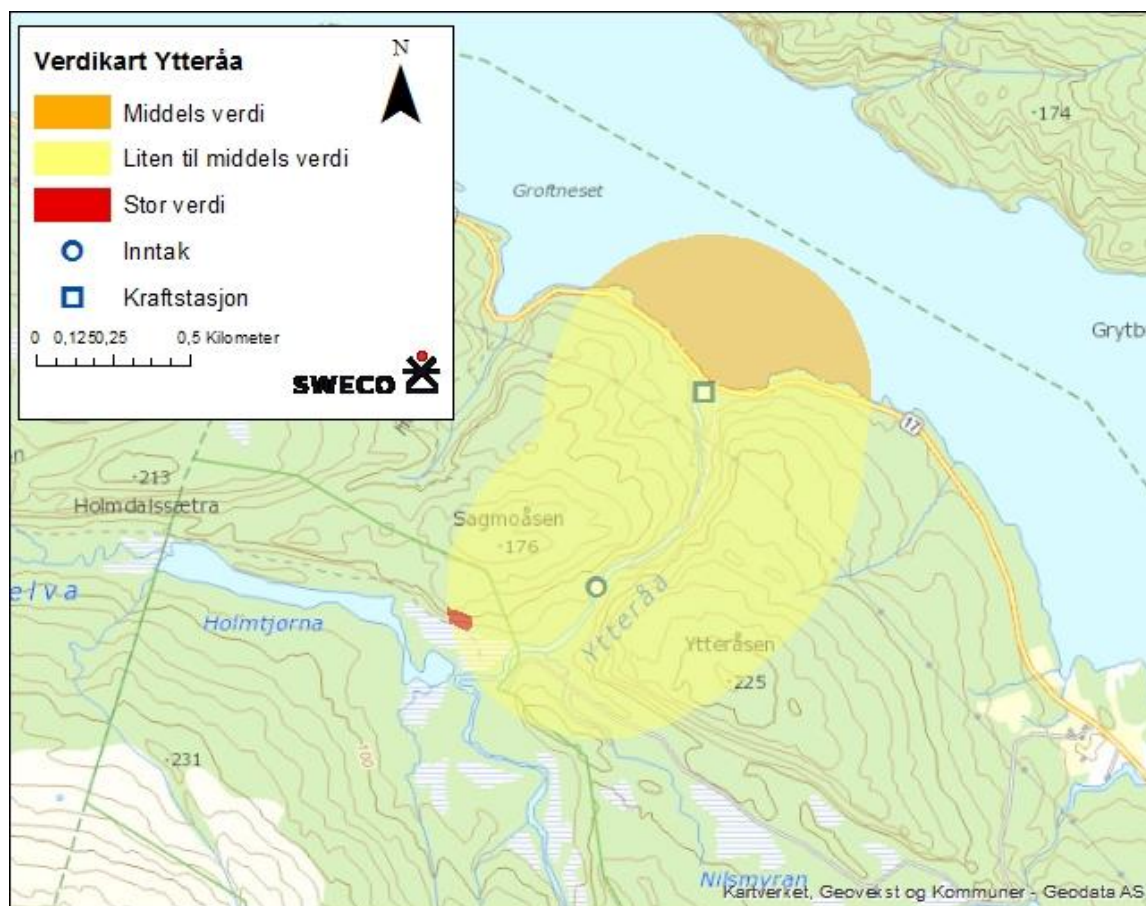 Verdikart Ytteråa
N
Middels verdi
Liten til middels verdi
Stor verdi
Inntak
Kraftstasjon
0 0,1250,25 0,5 Kilometer
SWECO
174
Groftneset
Grytb
17
213
Holmdalssætra
Sagmoåsen
176
elva
Holmtjørna
Ytteråa
Ytteråsen
225
100
231
Nilsmyran
Kartverket, Geovekst og Kommuner - Geodata AS